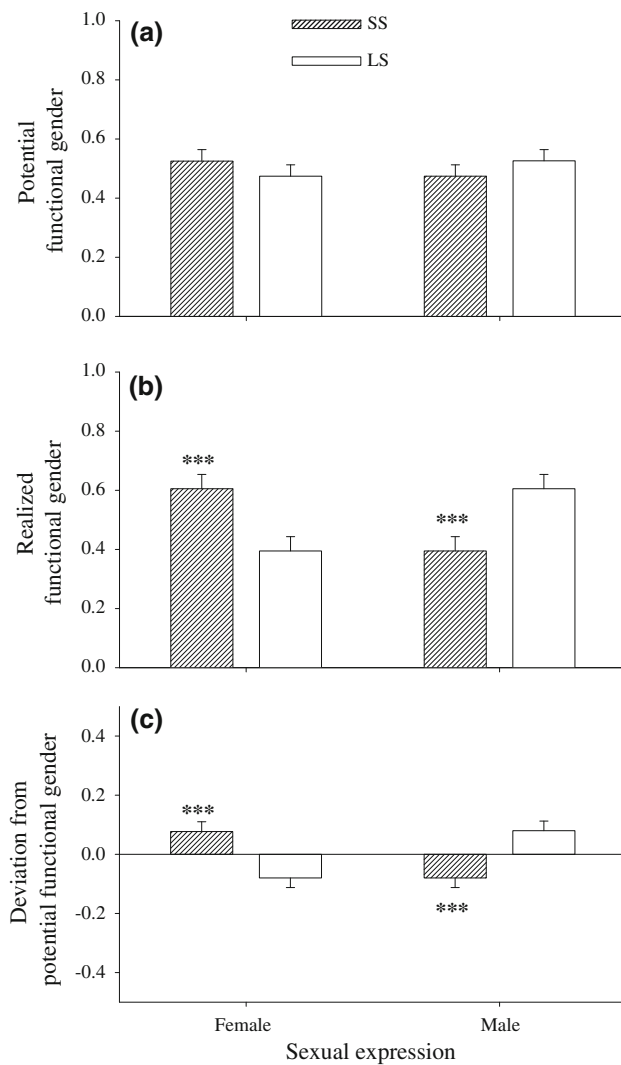 (a)
SS
LS
1.0
0.8
0.6
0.4
0.2
0.0
Potential
functional gender
(b)
1.0
0.8
0.6
0.4
0.2
0.0
***
***
Realized
functional gender
(c)
0.4
0.2
0.0
-0.2
-0.4
***
***
Deviation from
potential functional gender
Female
Male
Sexual expression